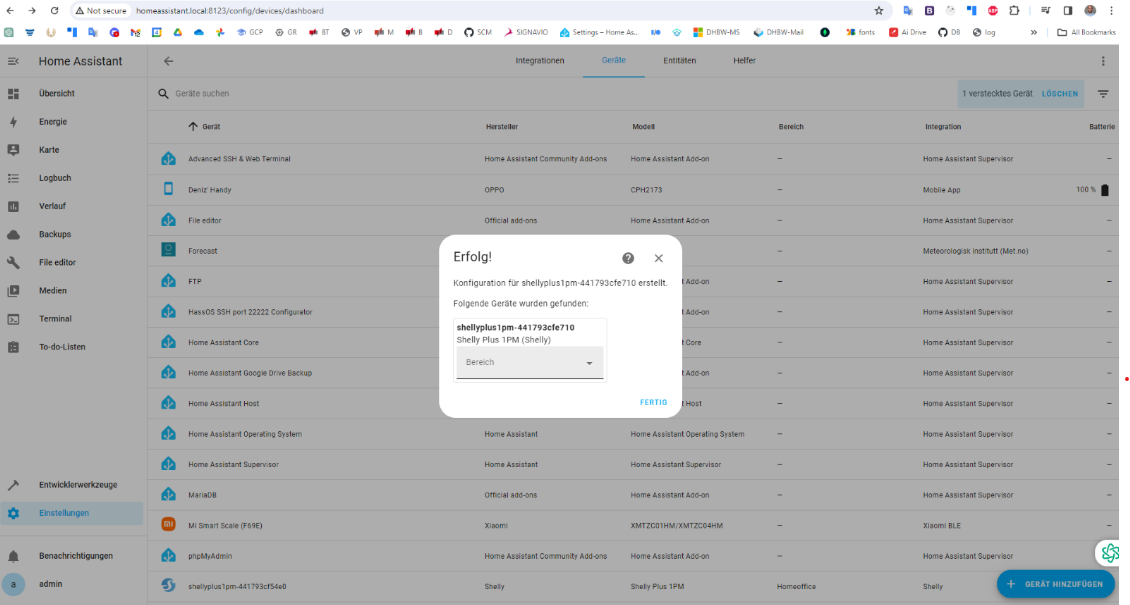 Not secure homeassistant.local:8123/config/devices/dashboard
GCP GR BT VP M B D SCM SIGNAVIO Settings – Home As... DHBW-MS DHBW-Mail fonts Ai Drive DB log » All Bookmarks
Home Assistant Integrationen Geräte Entitäten Helfer
Übersicht Geräte suchen 1 verstecktes Gerät LÖSCHEN
Energie Gerät Hersteller Modell Bereich Integration Batterie
Karte Advanced SSH & Web Terminal Home Assistant Community Add-ons Home Assistant Add-on – Home Assistant Supervisor –
Logbuch Deniz' Handy OPPO CPH2173 – Mobile App 100 %
Verlauf File editor Official add-ons Home Assistant Add-on – Home Assistant Supervisor –
Backups Forecast Meteorologisk institutt (Met.no) –
File editor FTP s Add-on – Home Assistant Supervisor –
Medien HassOS SSH port 22222 Configurator – Home Assistant Supervisor –
Terminal Home Assistant Core Core – Home Assistant Supervisor –
To-do-Listen Home Assistant Google Drive Backup Add-on – Home Assistant Supervisor –
Home Assistant Host Host – Home Assistant Supervisor –
Erfolg!
Konfiguration für shellyplus1pm-441793cfe710 erstellt.
Folgende Geräte wurden gefunden:
shellyplus1pm-441793cfe710
Shelly Plus 1PM (Shelly)
Bereich
FERTIG
Home Assistant Operating System Home Assistant Home Assistant Operating System – Home Assistant Supervisor –
Home Assistant Supervisor Home Assistant Home Assistant Supervisor – Home Assistant Supervisor –
Entwicklerwerkzeuge MariaDB Official add-ons Home Assistant Add-on – Home Assistant Supervisor –
Einstellungen Mi Smart Scale (F69E) Xiaomi XMTZC01HM/XMTZC04HM – Xiaomi BLE –
Benachrichtigungen phpMyAdmin Home Assistant Community Add-ons Home Assistant Add-on – Home Assistant Supervisor
a admin shellyplus1pm-441793cf54e0 Shelly Shelly Plus 1PM Homeoffice Shelly + GERÄT HINZUFÜGEN